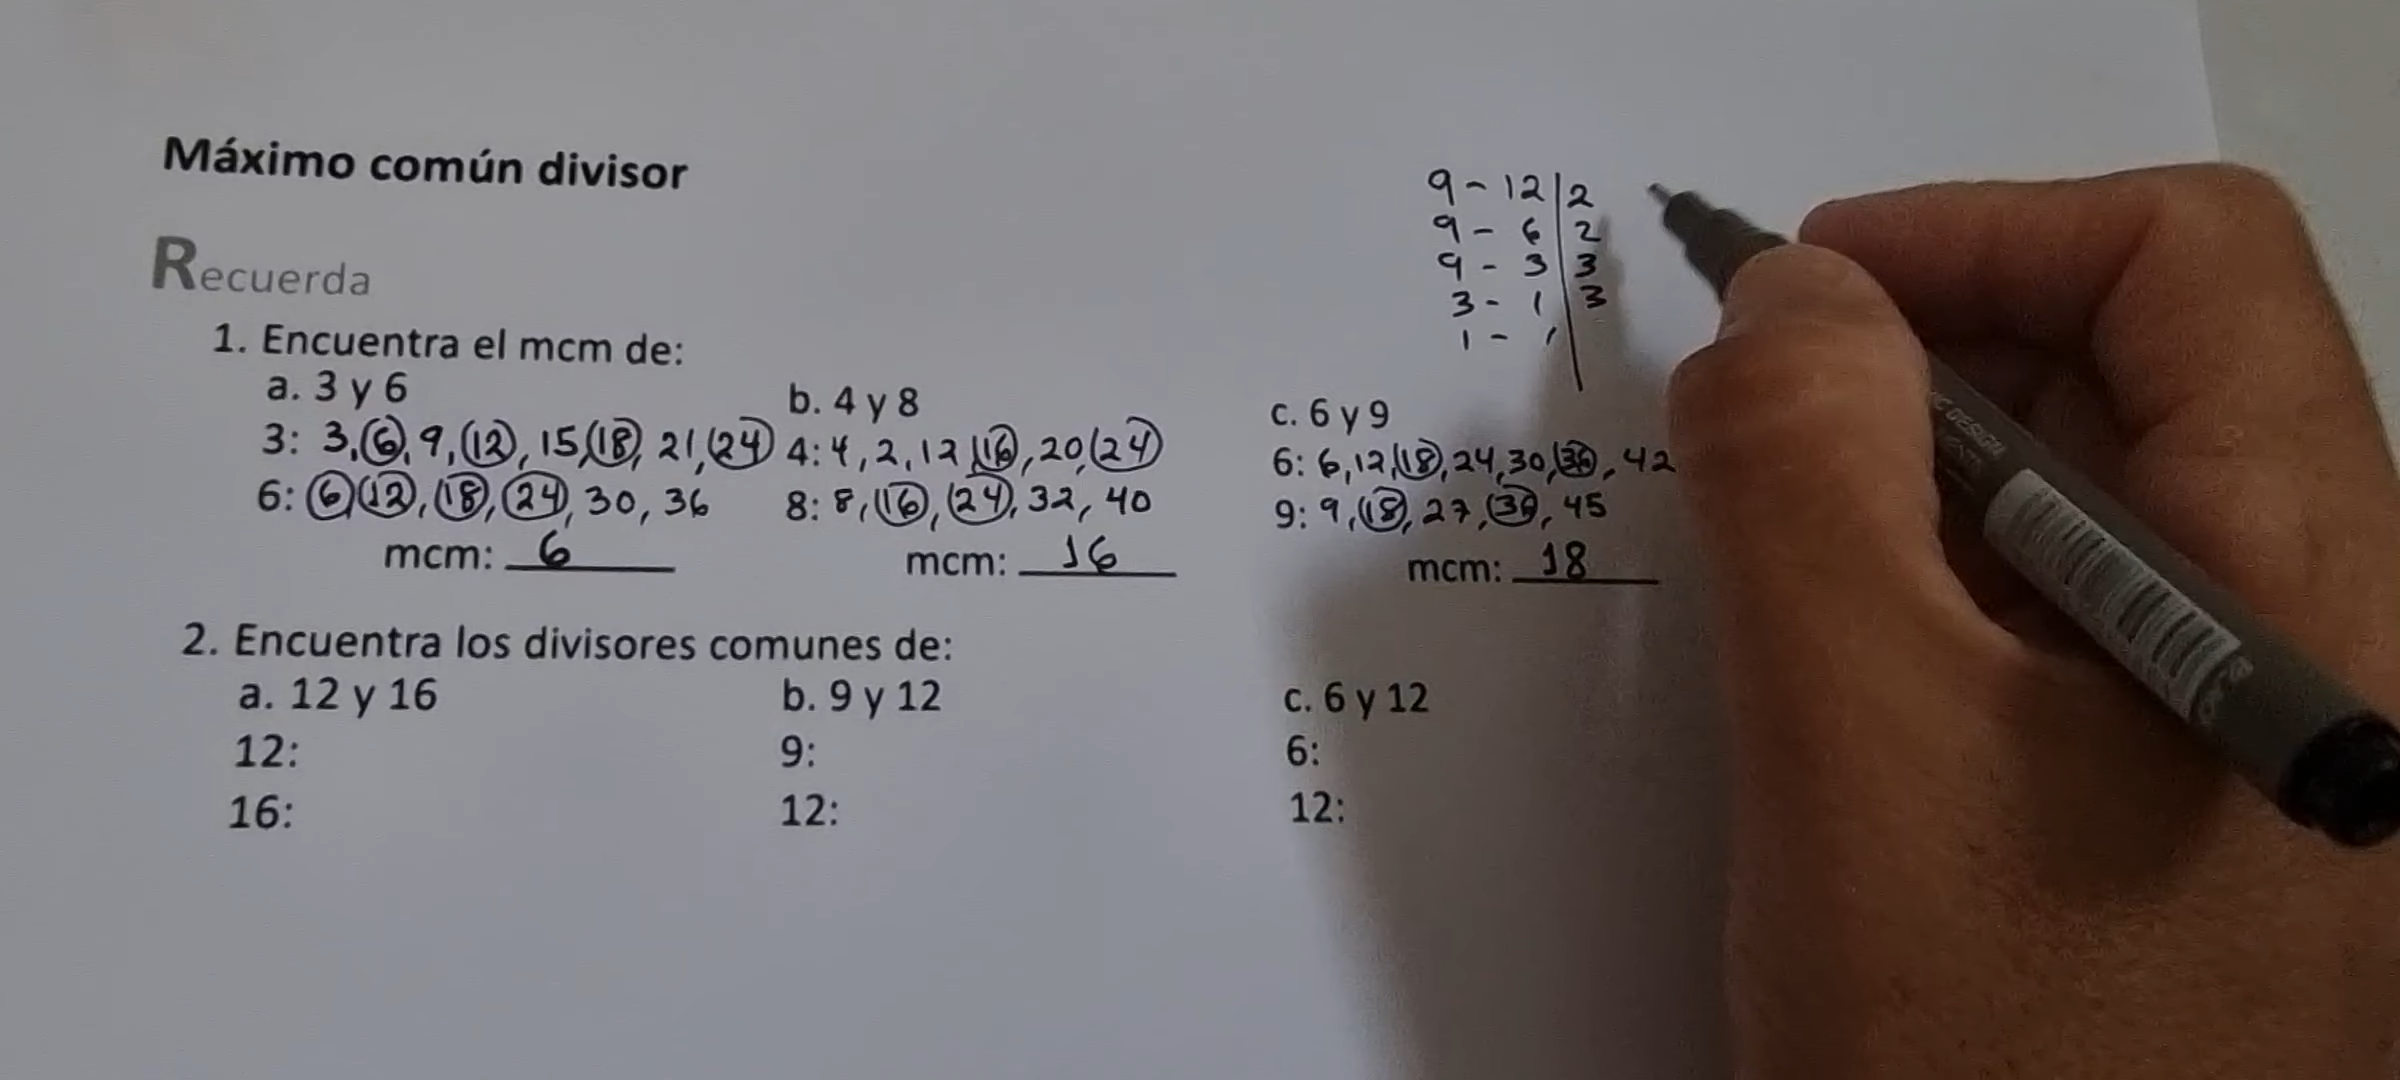 Máximo común divisor
9 - 12 | 2
9 - 6 | 2
9 - 3 | 3
3 - 1 | 3
1 - 1 |
Recuerda
1. Encuentra el mcm de:
a. 3 y 6
3: 3, 6, 9, 12, 15, 18, 21, 24
6: 6, 12, 18, 24, 30, 36
mcm: 6
b. 4 y 8
4: 4, 2, 12, 16, 20, 24
8: 8, 16, 24, 32, 40
mcm: 16
c. 6 y 9
6: 6, 12, 18, 24, 30, 36, 42
9: 9, 18, 27, 36, 45
mcm: 18
2. Encuentra los divisores comunes de:
a. 12 y 16
12:
16:
b. 9 y 12
9:
12:
c. 6 y 12
6:
12: